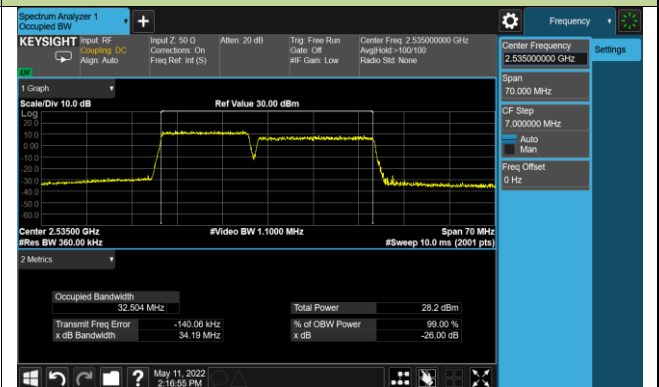 Spectrum Analyzer 1
Occupied BW
Frequency
KEYSIGHT
Input: RF
Coupling: DC
Align: Auto
Input Z: 50 Ω
Corrections: On
Freq Ref: Int (S)
Atten: 20 dB
Trig: Free Run
Gate: Off
#IF Gain: Low
Center Freq: 2.535000000 GHz
Avg|Hold:>100/100
Radio Std: None
Center Frequency
2.535000000 GHz
Settings
Span
70.000 MHz
CF Step
7.000000 MHz
Auto
Man
Freq Offset
0 Hz
1 Graph
Scale/Div 10.0 dB
Ref Value 30.00 dBm
Log
20.0
10.0
0.00
-10.0
-20.0
-30.0
-40.0
-50.0
-60.0
Center 2.53500 GHz
#Video BW 1.1000 MHz
Span 70 MHz
#Res BW 360.00 kHz
#Sweep 10.0 ms (2001 pts)
2 Metrics
Occupied Bandwidth
32.504 MHz
Total Power 28.2 dBm
Transmit Freq Error -140.06 kHz
% of OBW Power 99.00 %
x dB Bandwidth 34.19 MHz
x dB -26.00 dB
May 11, 2022
2:16:55 PM